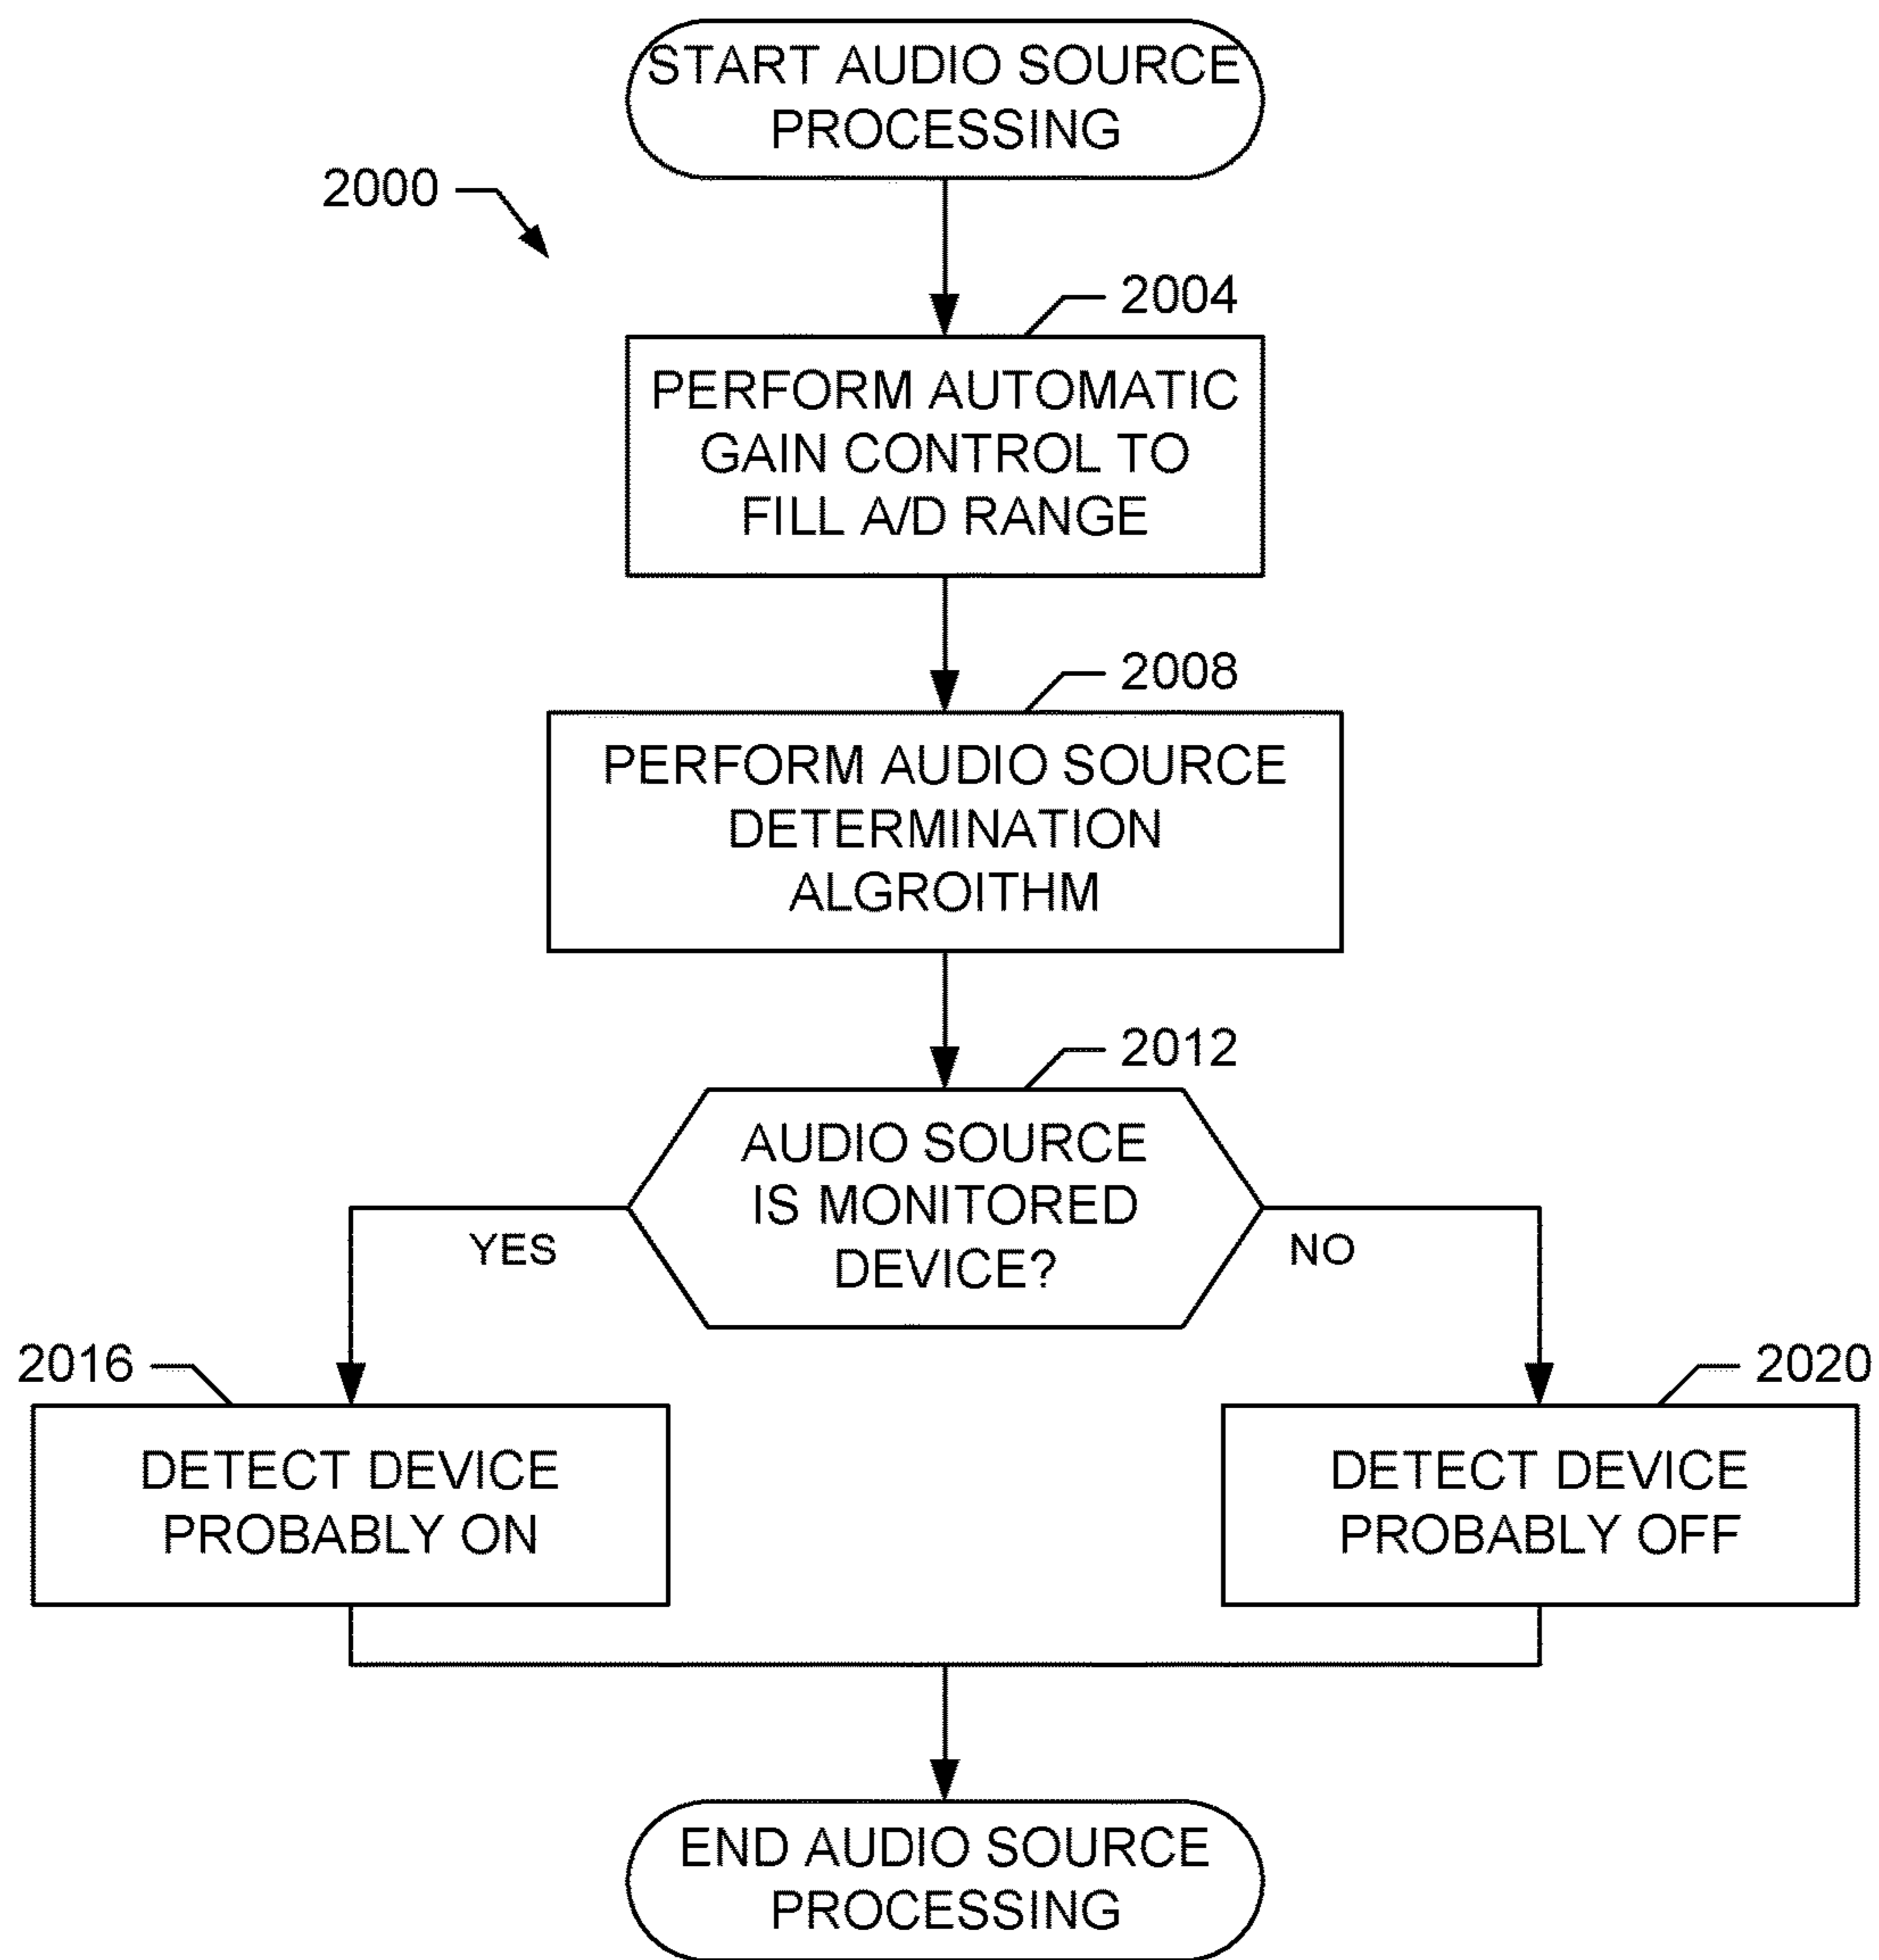 START AUDIO SOURCE
PROCESSING
2000
2004
PERFORM AUTOMATIC
GAIN CONTROL TO
FILL A/D RANGE
2008
PERFORM AUDIO SOURCE
DETERMINATION
ALGROITHM
2012
AUDIO SOURCE
IS MONITORED
DEVICE?
YES
NO
2016
DETECT DEVICE
PROBABLY ON
2020
DETECT DEVICE
PROBABLY OFF
END AUDIO SOURCE
PROCESSING